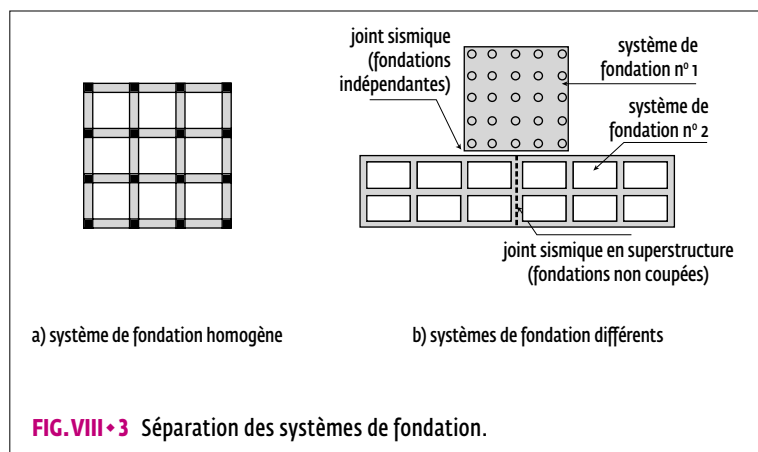 joint sismique
(fondations
indépendantes)
système de
fondation nº 1
système de
fondation nº 2
joint sismique en superstructure
(fondations non coupées)
a) système de fondation homogène
b) systèmes de fondation différents
FIG. VIII • 3 Séparation des systèmes de fondation.